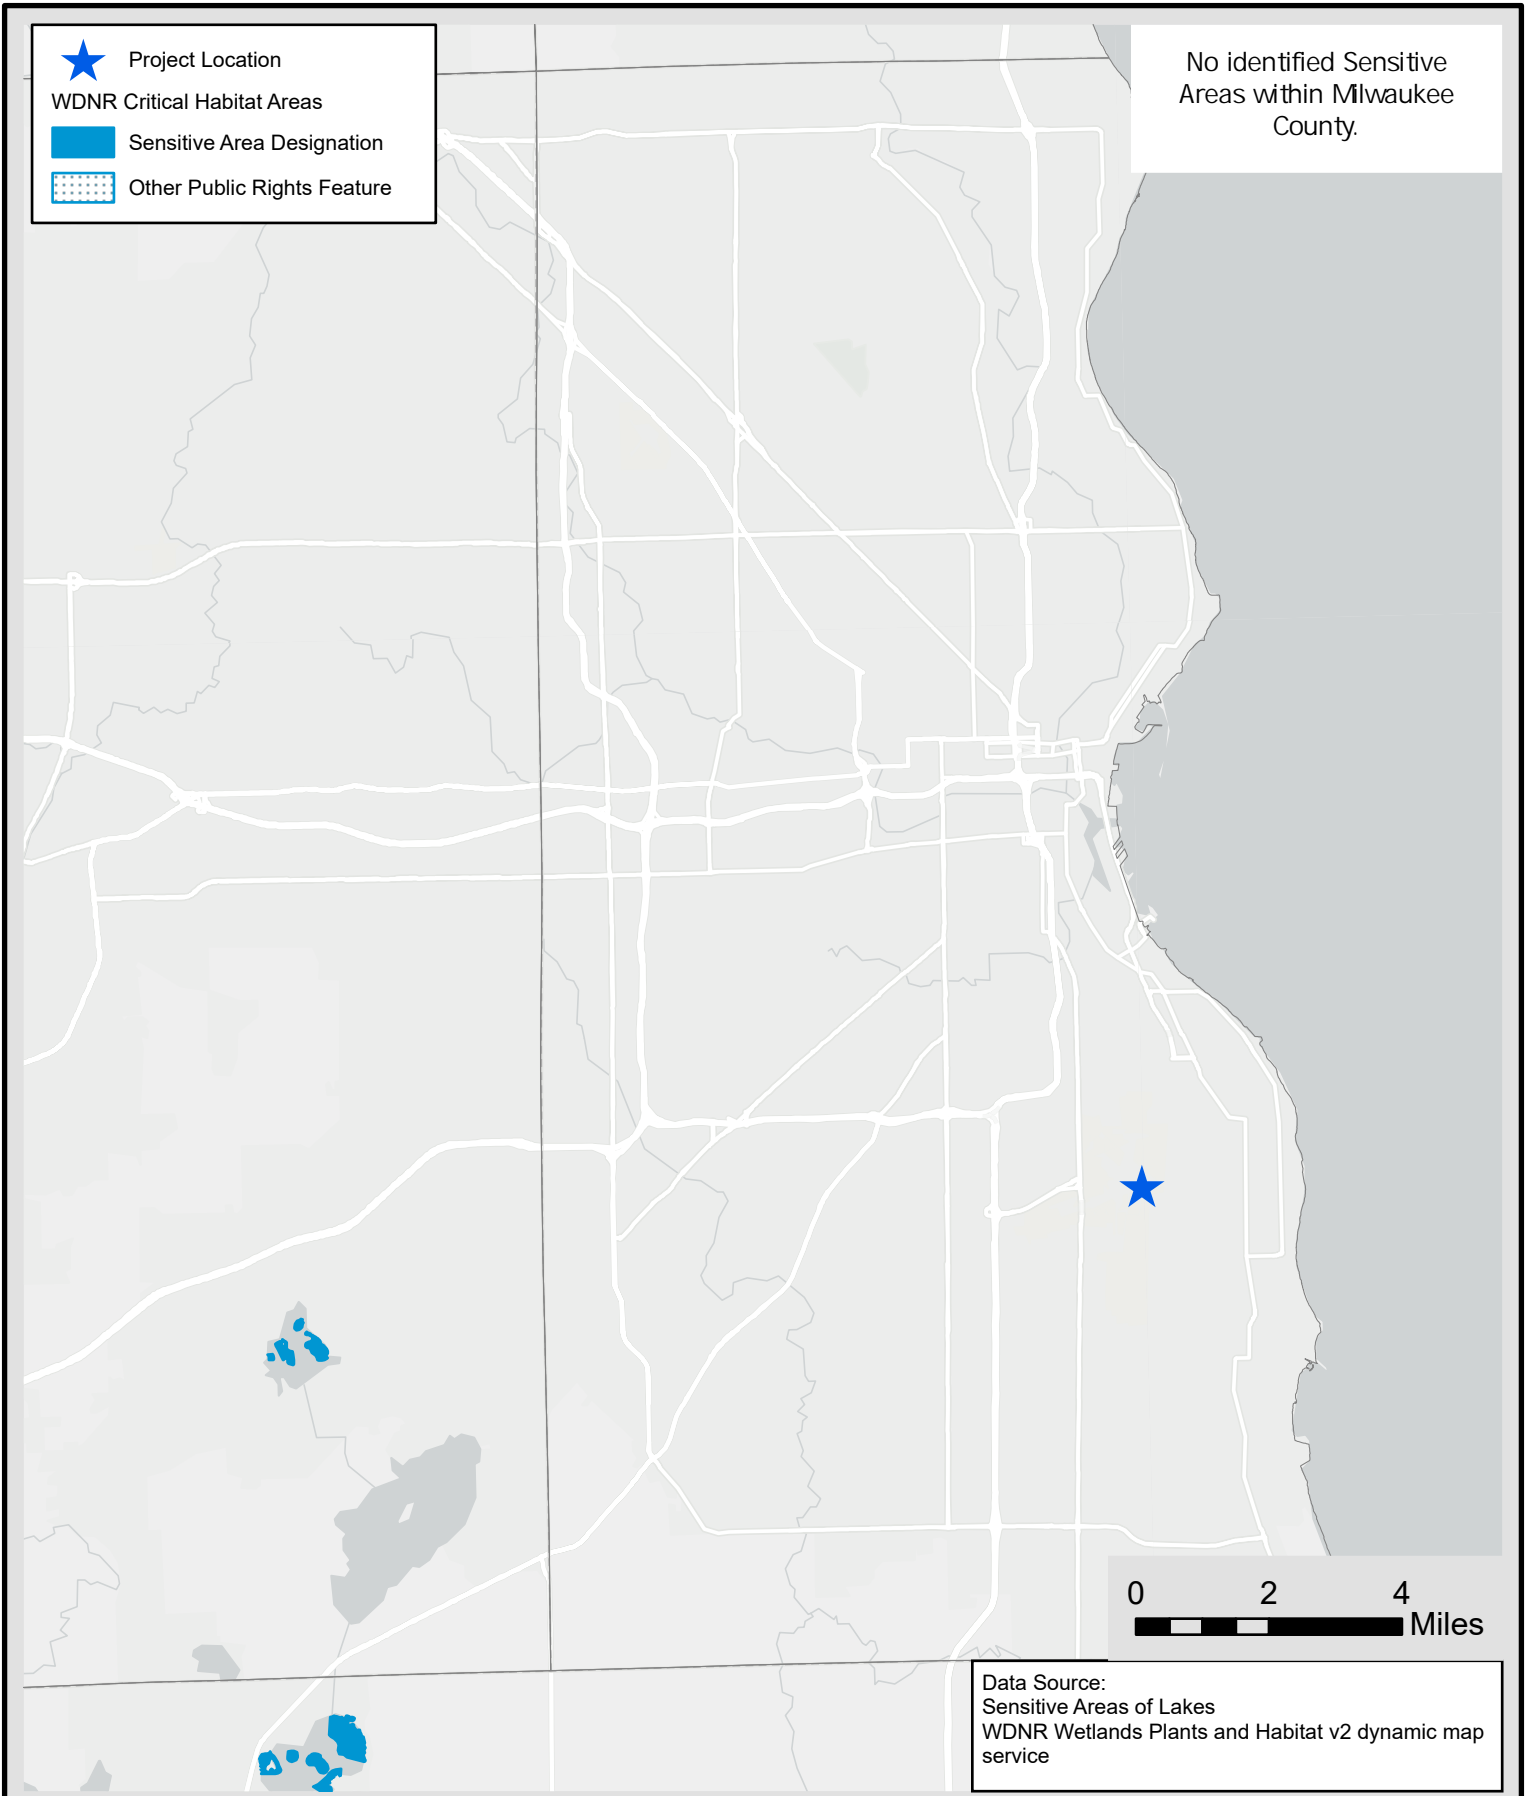 Project Location
WDNR Critical Habitat Areas
Sensitive Area Designation
Other Public Rights Feature
No identified Sensitive
Areas within Milwaukee
County.
0 2 4
Miles
Data Source:
Sensitive Areas of Lakes
WDNR Wetlands Plants and Habitat v2 dynamic map
service